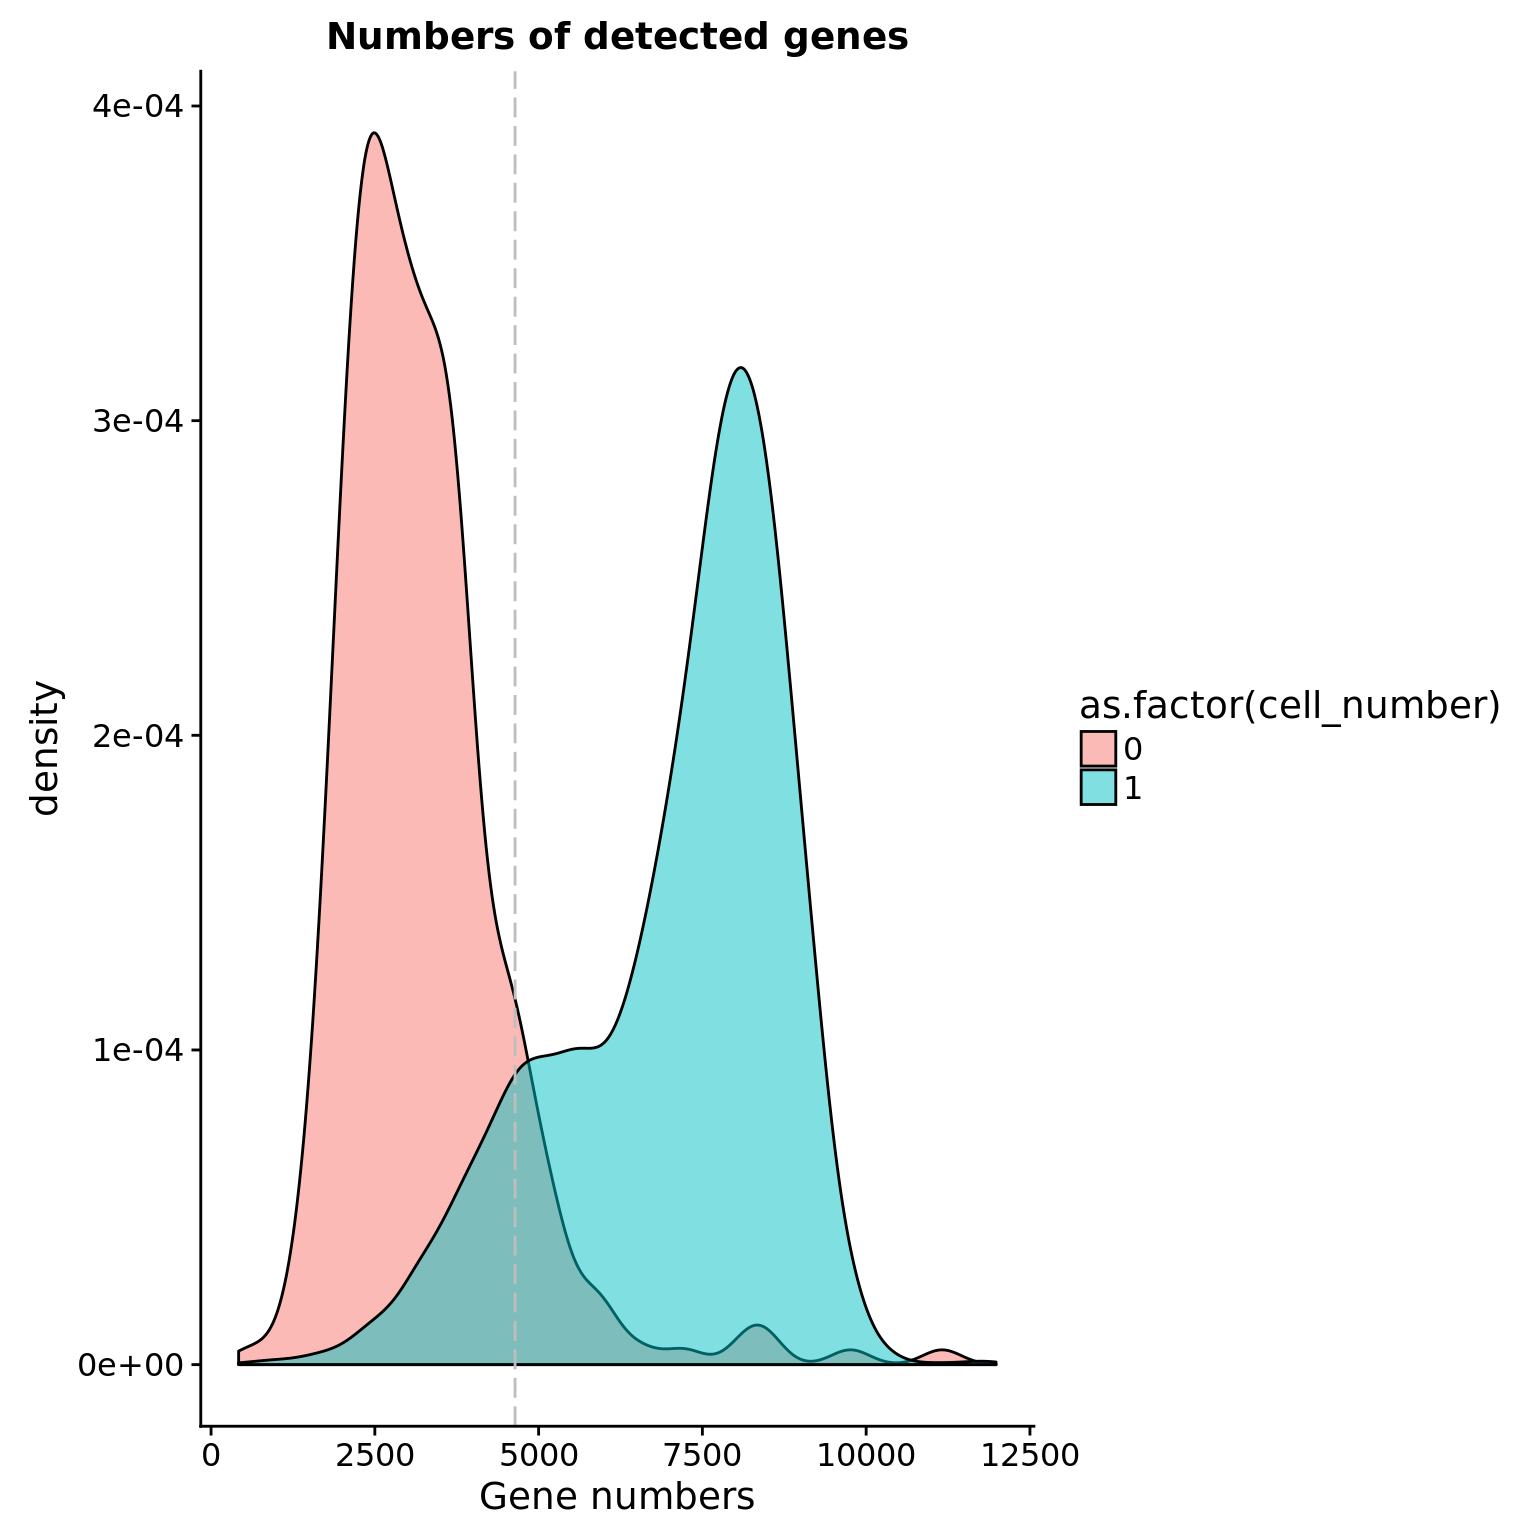 Numbers of detected genes
4e-04
3e-04
2e-04
1e-04
0e+00
density
0 2500 5000 7500 10000 12500
Gene numbers
as.factor(cell_number)
0
1